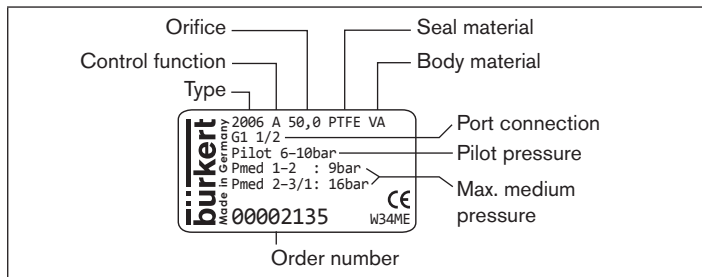 Orifice
Seal material
Control function
Body material
Type
2006 A 50,0 PTFE VA
G1 1/2
Port connection
Pilot 6-10bar
Pilot pressure
Pmed 1-2 : 9bar
Pmed 2-3/1: 16bar
Max. medium
pressure
bürkert
Made in Germany
CE
00002135
W34ME
Order number